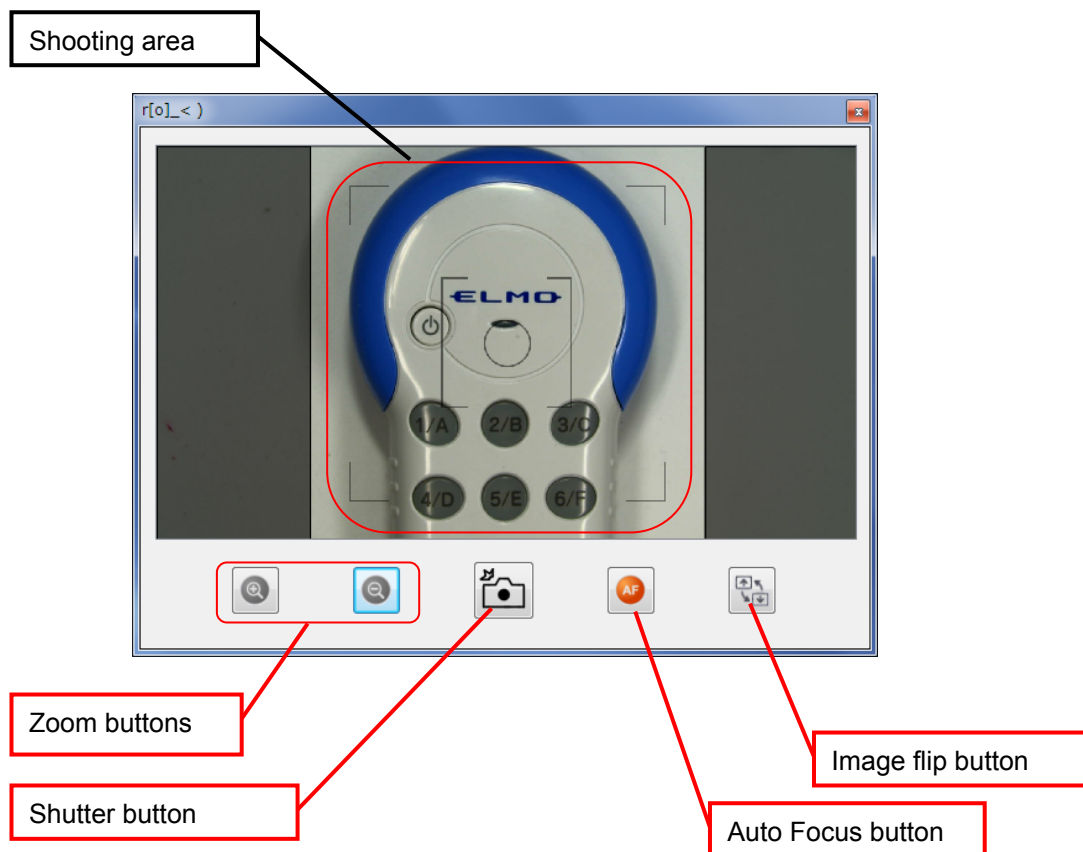 Shooting area
r[o]_< )
ELMO
1/A 2/B 3/C
4/D 5/E 6/F
AF
Zoom buttons
Image flip button
Shutter button
Auto Focus button